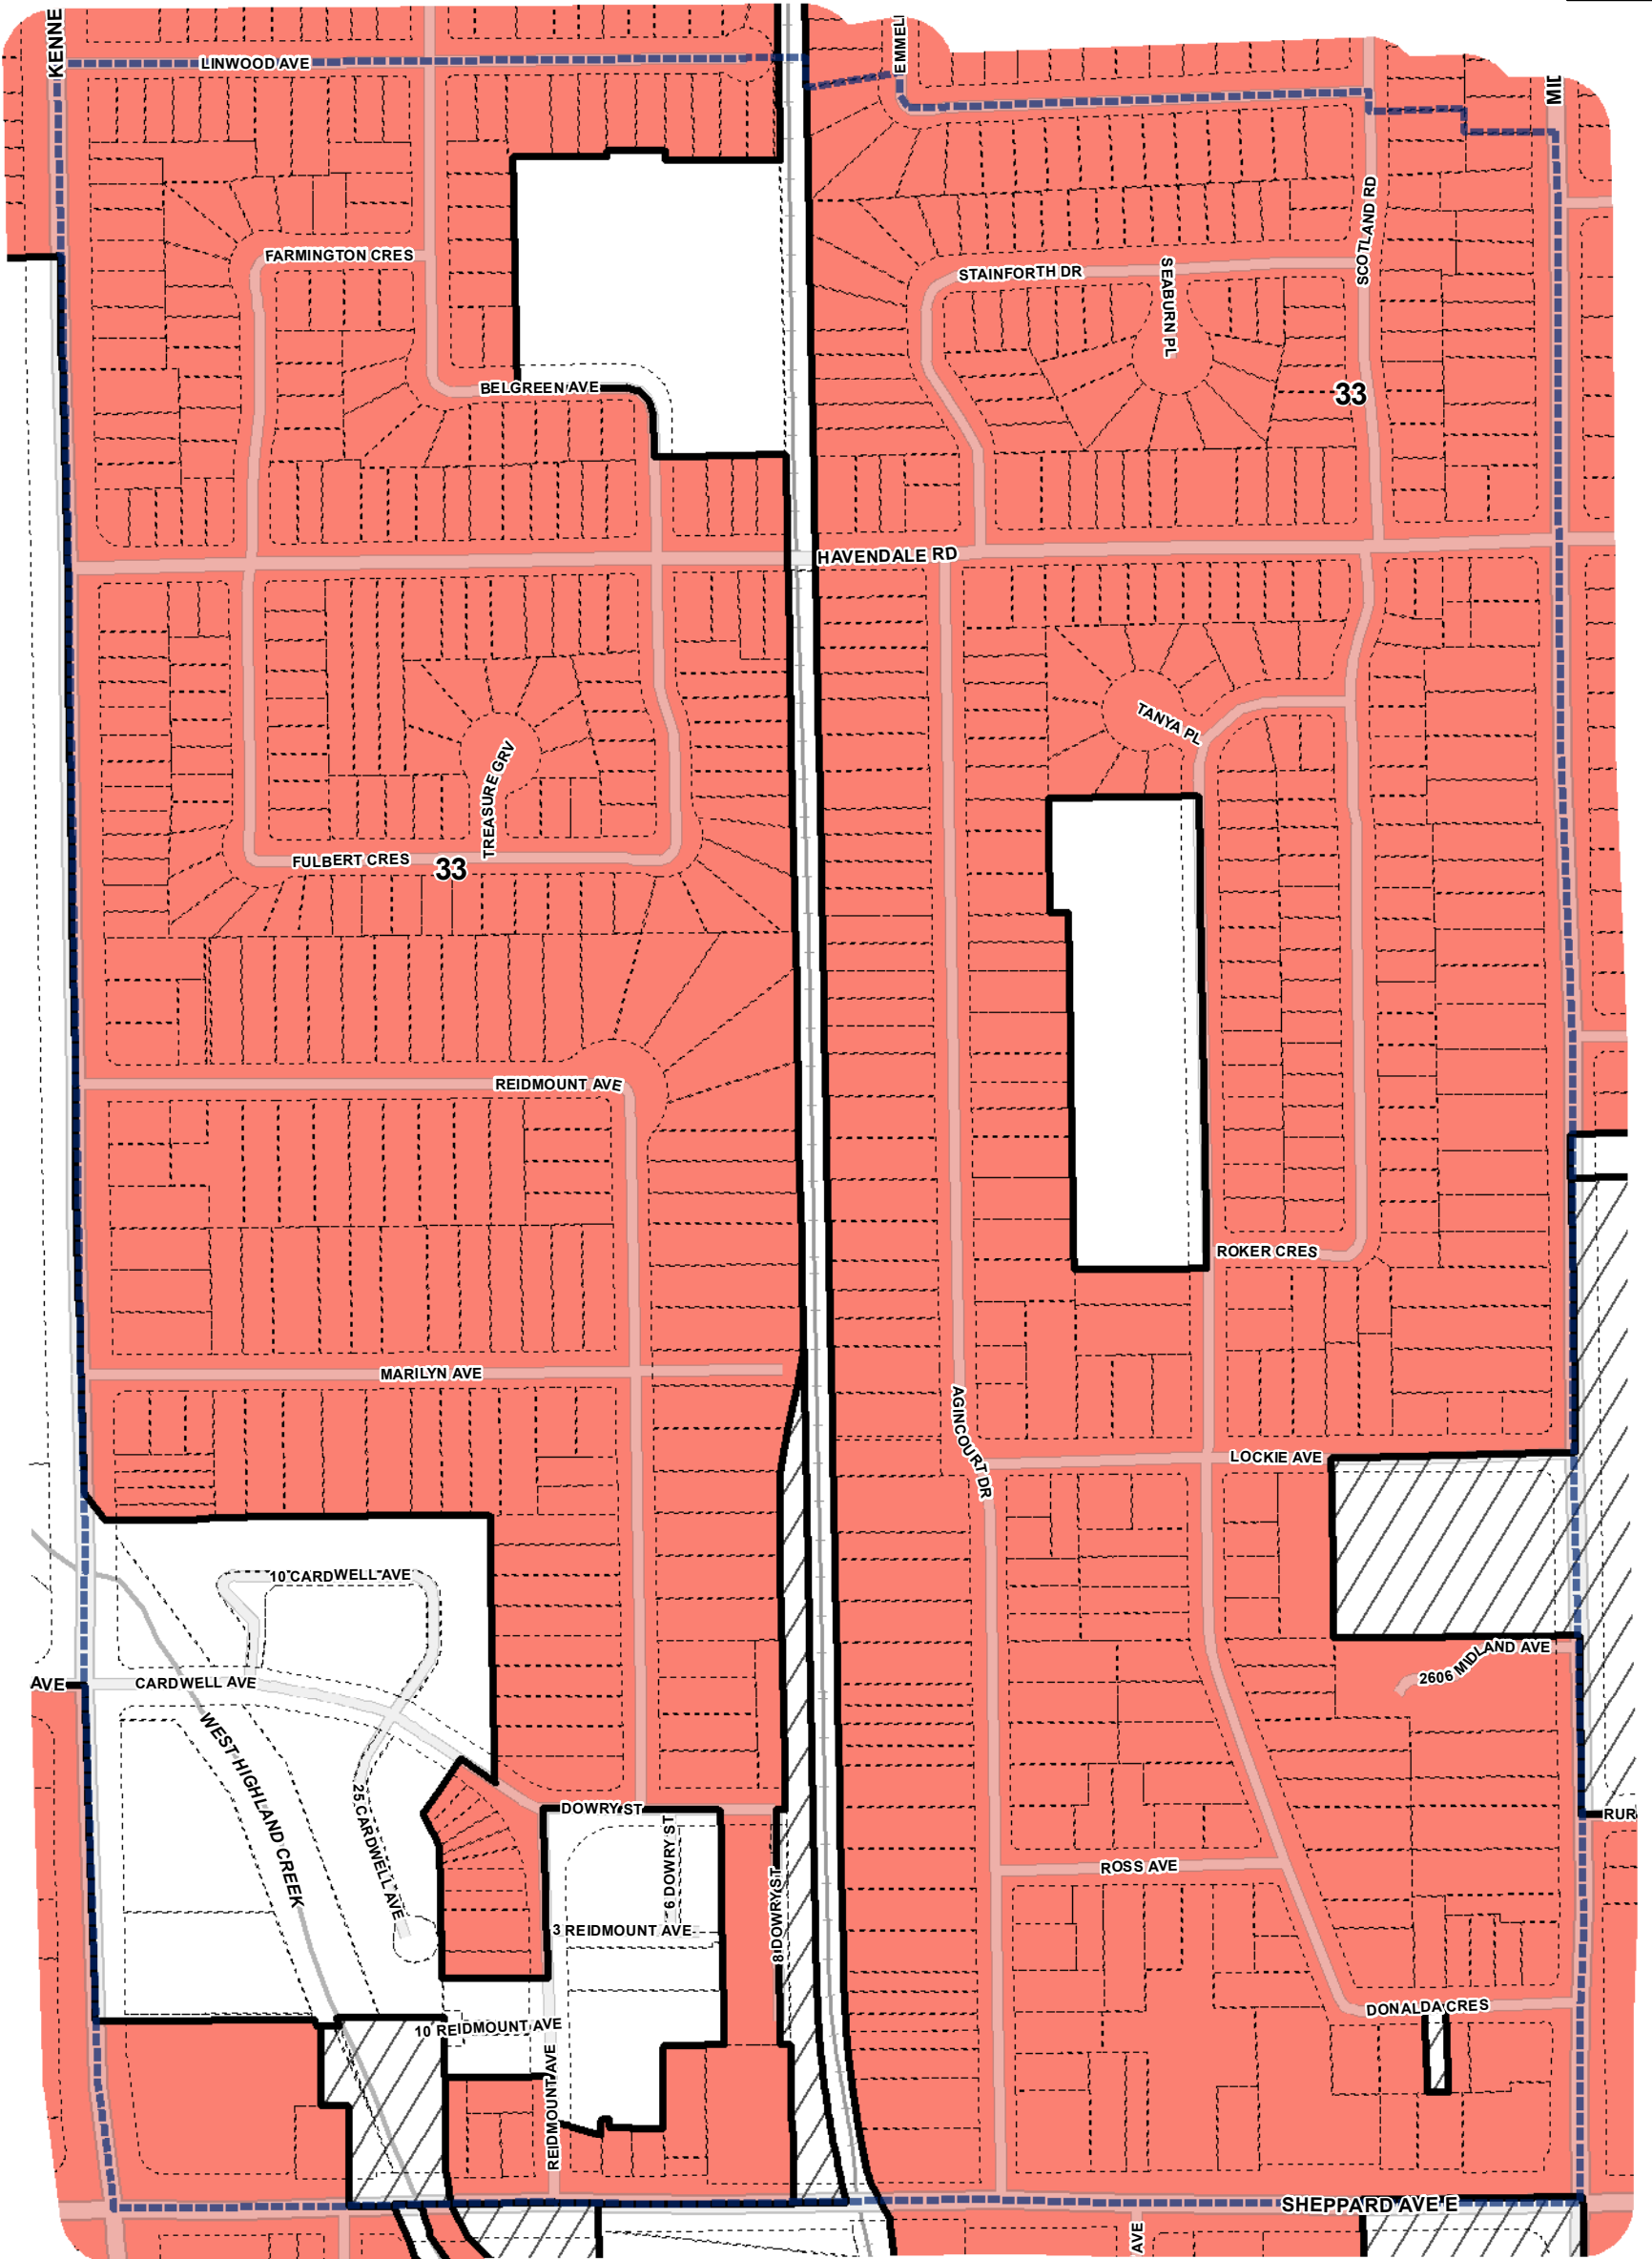 KENNE
EMMELI
LINWOOD AVE
MID
FARMINGTON CRES
STAINFORTH DR
SEABURN PL
SCOTLAND RD
BELGREEN AVE
33
HAVENDALE RD
TANYA PL
TREASURE GRV
FULBERT CRES
33
REIDMOUNT AVE
ROKER CRES
MARILYN AVE
AGINCOURT DR
LOCKIE AVE
10 CARDWELL AVE
2606 MIDLAND AVE
AVE
CARDWELL AVE
WEST HIGHLAND CREEK
25 CARDWELL AVE
DOWRY ST
RUR
6 DOWRY ST
ROSS AVE
3 REIDMOUNT AVE
8 DOWRY ST
DONALDA CRES
10 REIDMOUNT AVE
REIDMOUNT AVE
SHEPPARD AVE E
AVE